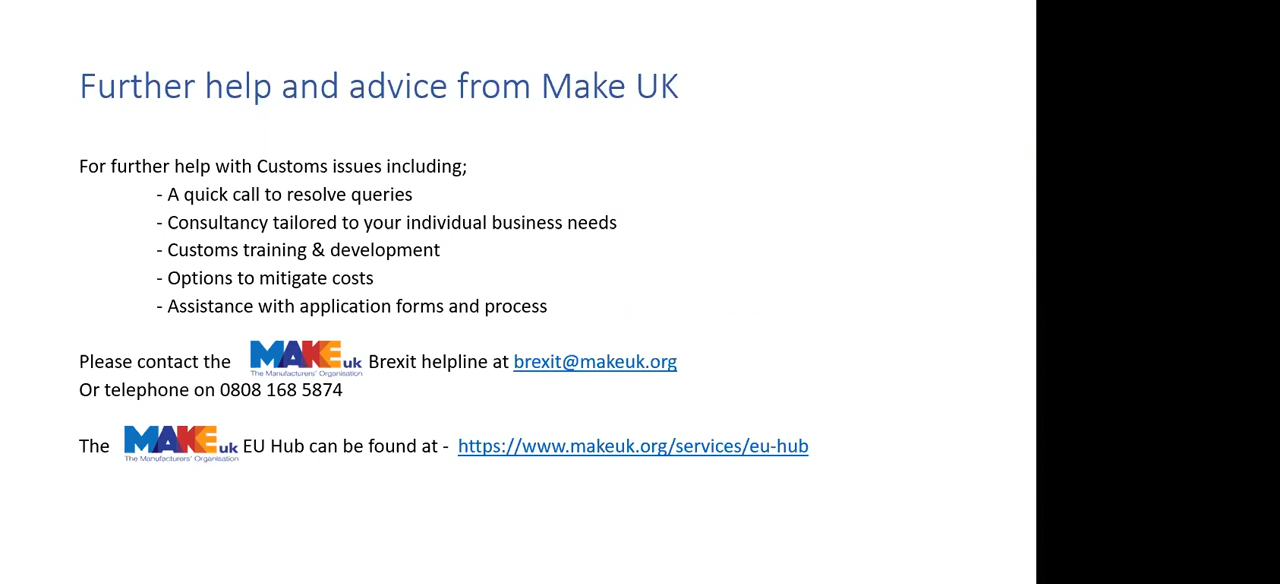 Further help and advice from Make UK
For further help with Customs issues including;
- A quick call to resolve queries
- Consultancy tailored to your individual business needs
- Customs training & development
- Options to mitigate costs
- Assistance with application forms and process
Please contact the MAKE uk The Manufacturers' Organisation Brexit helpline at brexit@makeuk.org
Or telephone on 0808 168 5874
The MAKE uk The Manufacturers' Organisation EU Hub can be found at - https://www.makeuk.org/services/eu-hub